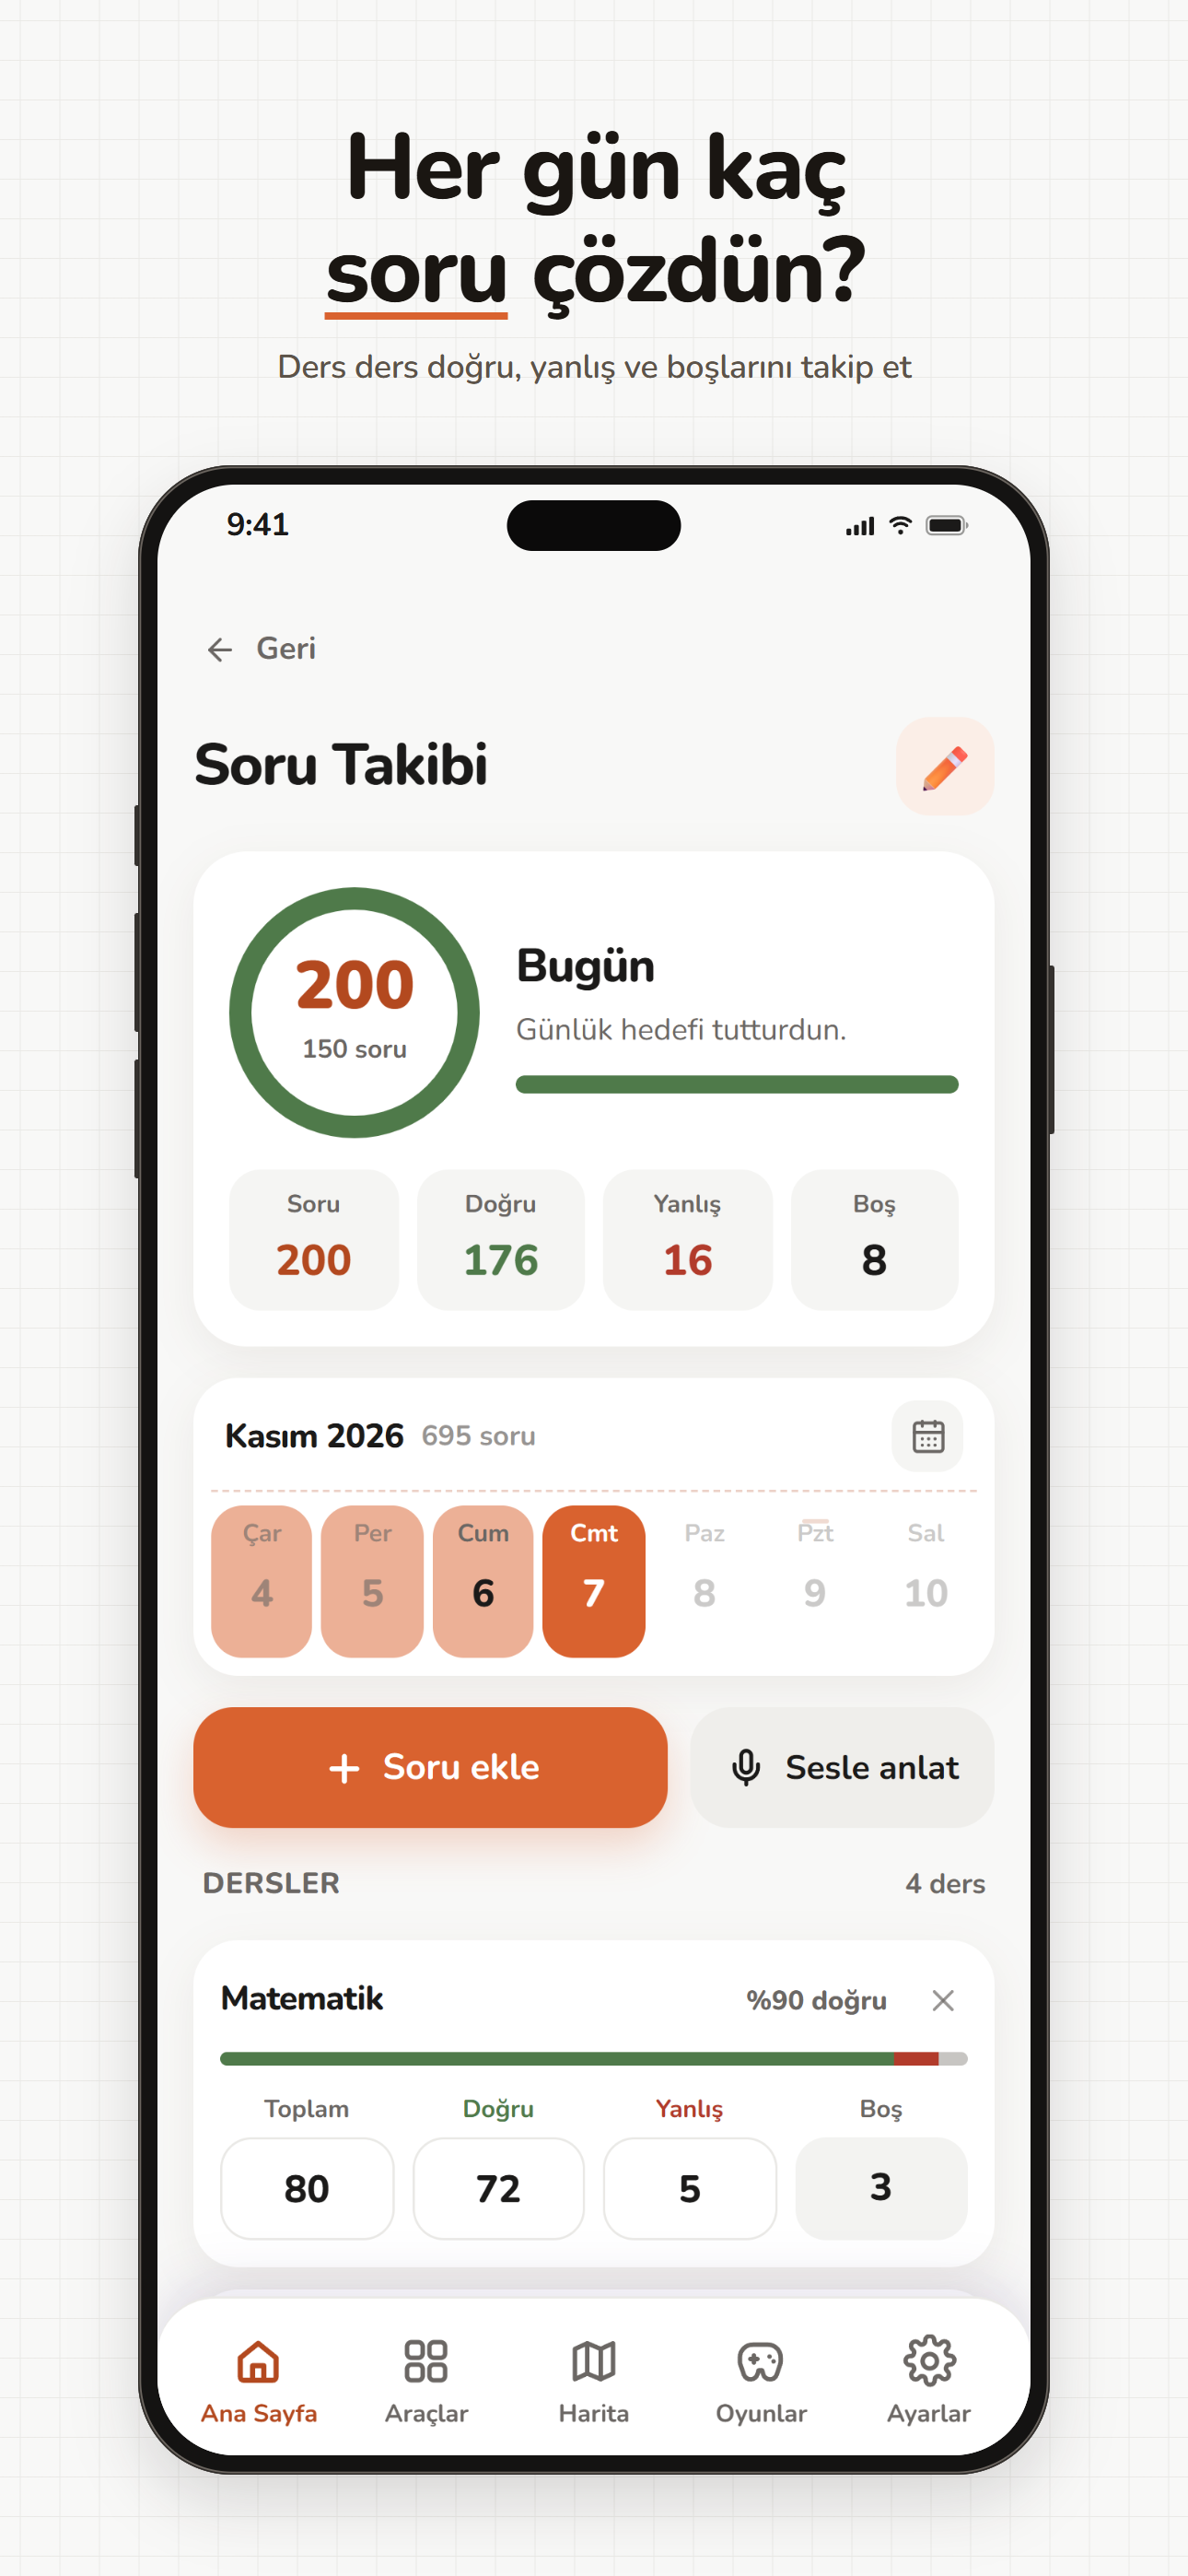 Her gün kaç
soru çözdün?
Ders ders doğru, yanlış ve boşlarını takip et
9:41
Geri
Soru Takibi
200
150 soru
Bugün
Günlük hedefi tutturdun.
Soru Doğru Yanlış Boş
200 176 16 8
Kasım 2026 695 soru
Çar Per Cum Cmt Paz Pzt Sal
4 5 6 7 8 9 10
+ Soru ekle
Sesle anlat
DERSLER 4 ders
Matematik %90 doğru
Toplam Doğru Yanlış Boş
80 72 5 3
Ana Sayfa Araçlar Harita Oyunlar Ayarlar